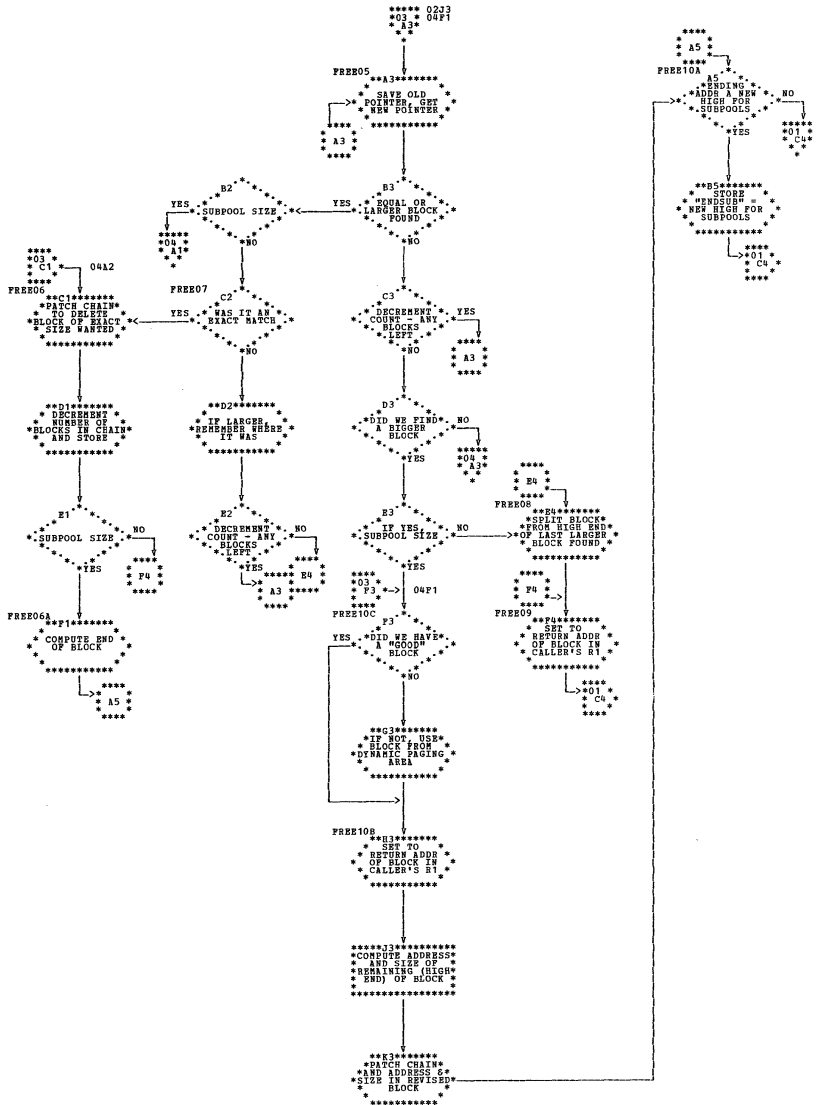 02J3
03
A3
04F1
FREE05
A3
SAVE OLD
POINTER, GET
NEW POINTER
A3
B2
SUBPOOL SIZE
YES
NO
04
A1
B3
EQUAL OR
LARGER BLOCK
FOUND
YES
NO
03
C1
04A2
FREE06
C1
PATCH CHAIN
TO DELETE
BLOCK OF EXACT
SIZE WANTED
FREE07
C2
WAS IT AN
EXACT MATCH
YES
NO
C3
DECREMENT
COUNT - ANY
BLOCKS
LEFT
YES
NO
A3
D1
DECREMENT
NUMBER OF
BLOCKS IN CHAIN
AND STORE
D2
IF LARGER,
REMEMBER WHERE
IT WAS
D3
DID WE FIND
A BIGGER
BLOCK
NO
YES
04
A3
E1
SUBPOOL SIZE
NO
YES
F4
E2
DECREMENT
COUNT - ANY
BLOCKS
LEFT
NO
YES
A3
E4
E3
IF YES,
SUBPOOL SIZE
NO
YES
E4
FREE08
E4
SPLIT BLOCK
FROM HIGH END
OF LAST LARGER
BLOCK FOUND
FREE06A
F1
COMPUTE END
OF BLOCK
A5
03
F3
04F1
FREE10C
F3
DID WE HAVE
A "GOOD"
BLOCK
YES
NO
F4
FREE09
F4
SET TO
RETURN ADDR
OF BLOCK IN
CALLER'S R1
01
C4
G3
IF NOT, USE
BLOCK FROM
DYNAMIC PAGING
AREA
FREE10B
H3
SET TO
RETURN ADDR
OF BLOCK IN
CALLER'S R1
J3
COMPUTE ADDRESS
AND SIZE OF
REMAINING (HIGH
END) OF BLOCK
K3
PATCH CHAIN
AND ADDRESS &
SIZE IN REVISED
BLOCK
A5
FREE10A
A5
ENDING
ADDR A NEW
HIGH FOR
SUBPOOLS
NO
YES
01
C4
B5
STORE
"ENDSUB" =
NEW HIGH FOR
SUBPOOLS
01
C4